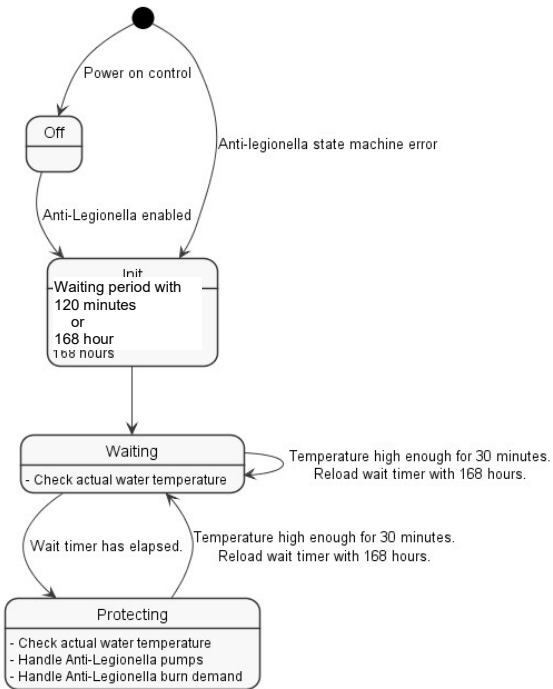 Power on control
Off
Anti-legionella state machine error
Anti-Legionella enabled
Init
Waiting period with
120 minutes
or
168 hour
168 hours
Waiting
- Check actual water temperature
Temperature high enough for 30 minutes.
Reload wait timer with 168 hours.
Wait timer has elapsed.
Temperature high enough for 30 minutes.
Reload wait timer with 168 hours.
Protecting
- Check actual water temperature
- Handle Anti-Legionella pumps
- Handle Anti-Legionella burn demand